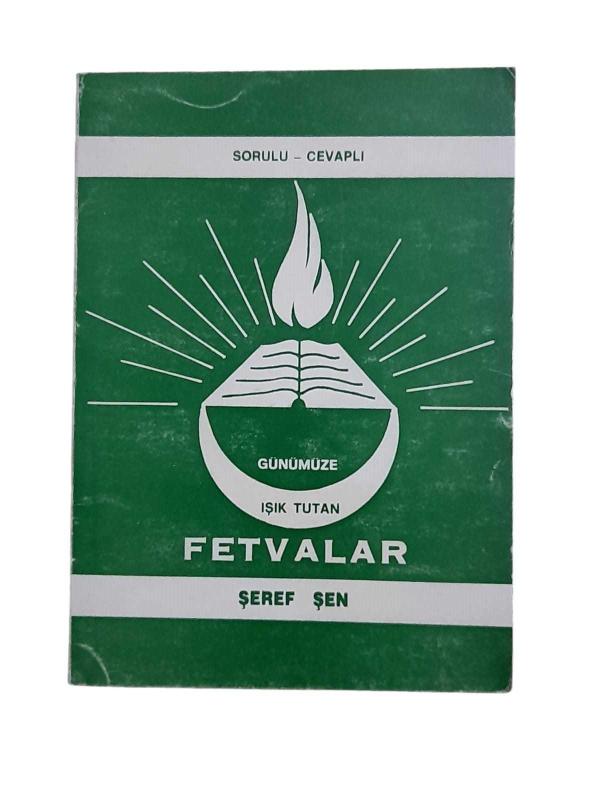 SORULU - CEVAPLI
GÜNÜMÜZE
IŞIK TUTAN
FETVALAR
ŞEREF ŞEN